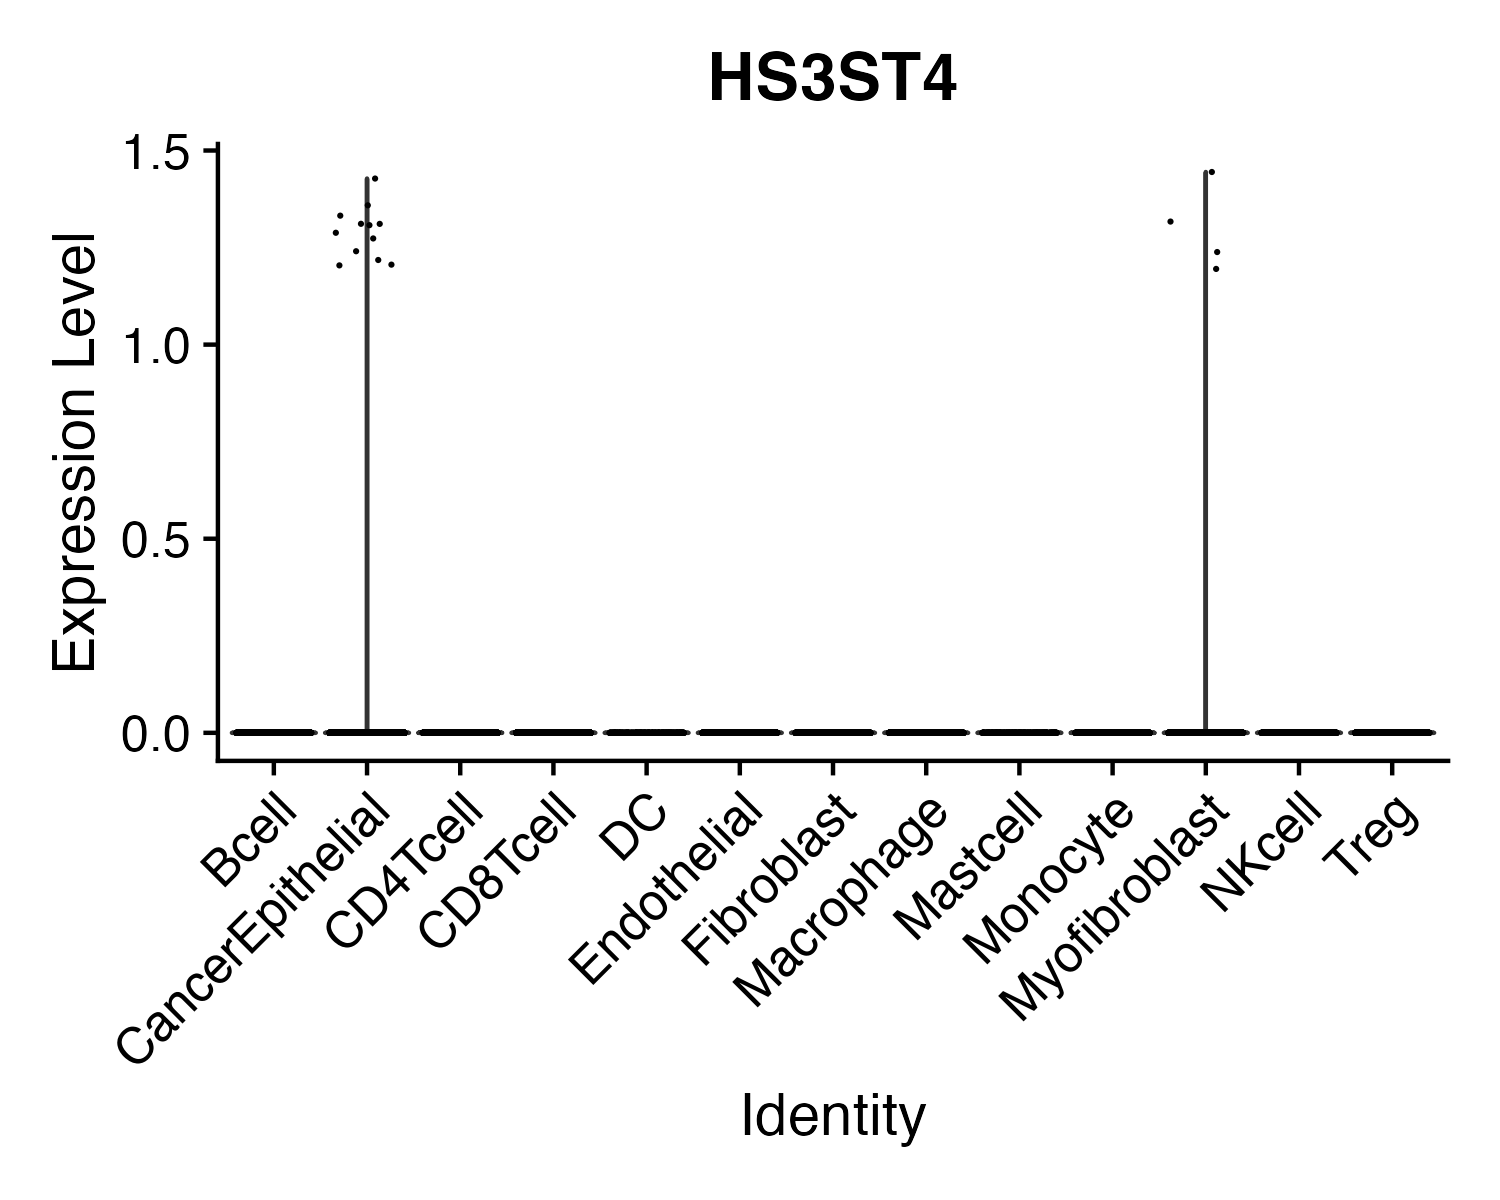 HS3ST4
Expression Level
1.5
1.0
0.5
0.0
Bcell
CancerEpithelial
CD4Tcell
CD8Tcell
DC
Endothelial
Fibroblast
Macrophage
Mastcell
Monocyte
Myofibroblast
NKcell
Treg
Identity